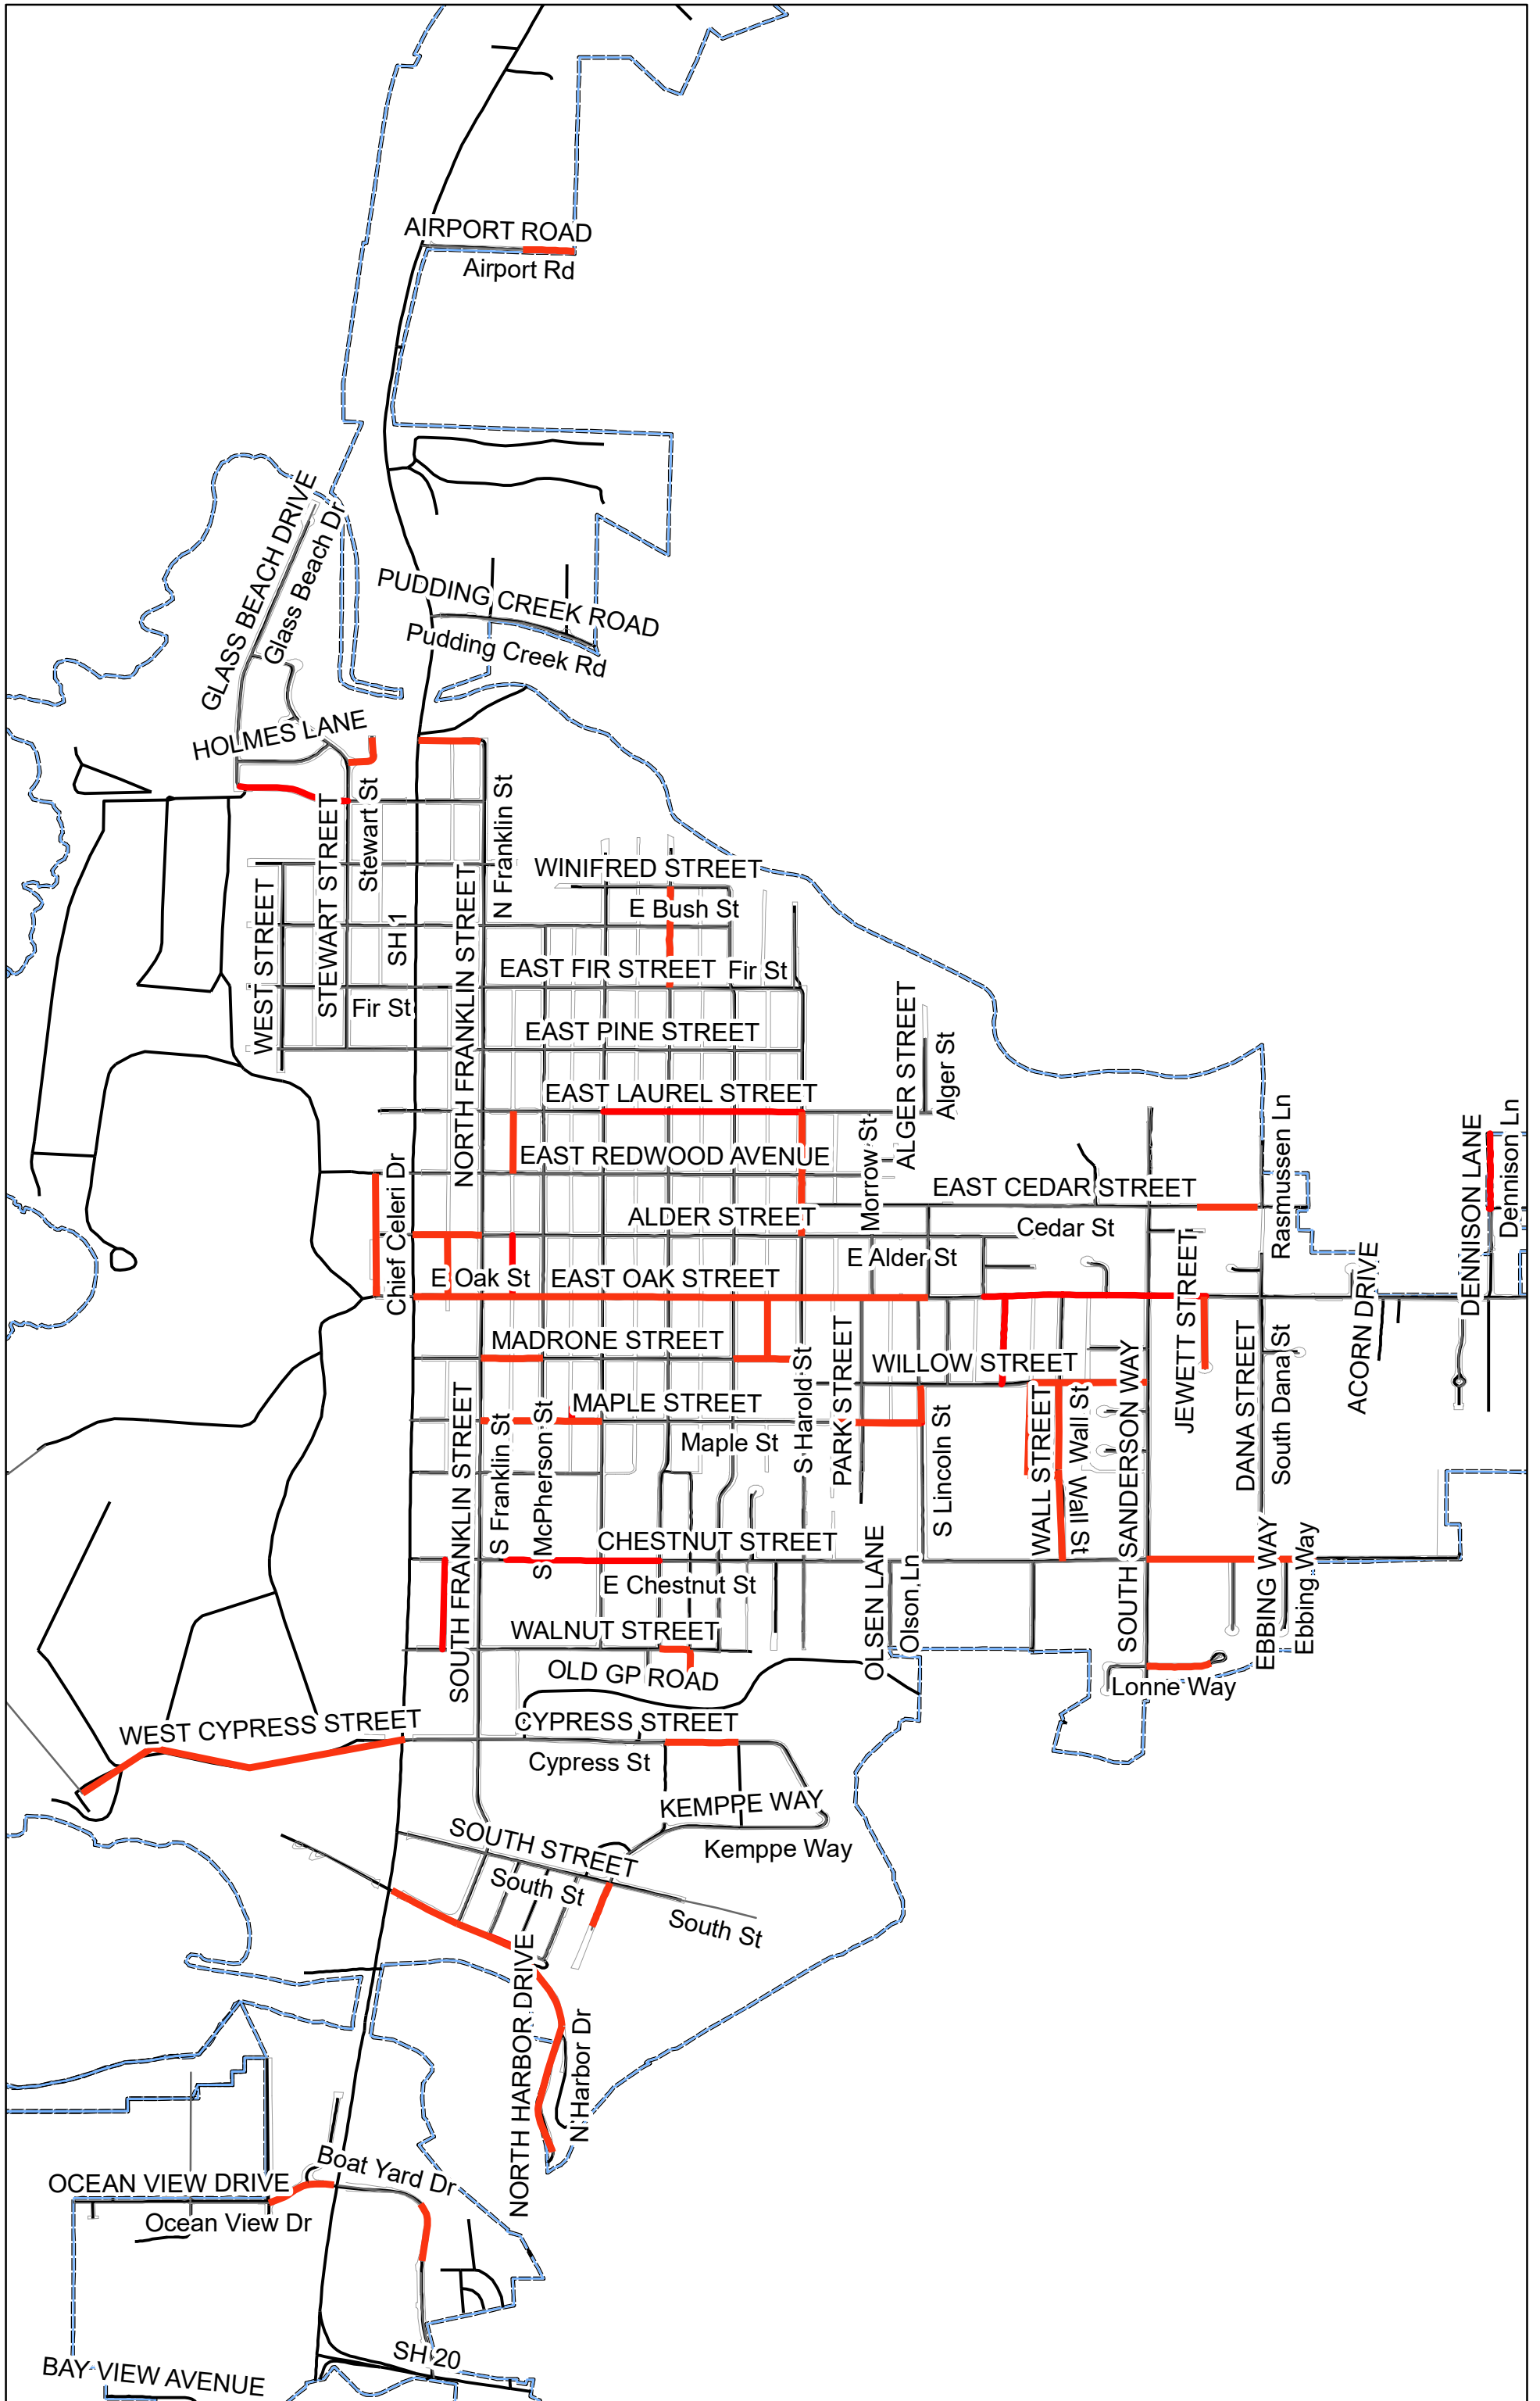 AIRPORT ROAD
Airport Rd
GLASS BEACH DRIVE
Glass Beach Dr
PUDDING CREEK ROAD
Pudding Creek Rd
HOLMES LANE
STEWART STREET
Stewart St
N Franklin St
WINIFRED STREET
E Bush St
WEST STREET
SH 1
NORTH FRANKLIN STREET
EAST FIR STREET
Fir St
Fir St
EAST PINE STREET
ALGER STREET
Alger St
EAST LAUREL STREET
Morrow St
EAST REDWOOD AVENUE
Chief Celeri Dr
EAST CEDAR STREET
Rasmussen Ln
DENNISON LANE
Dennison Ln
ALDER STREET
Cedar St
E Alder St
E Oak St
EAST OAK STREET
JEWETT STREET
ACORN DRIVE
MADRONE STREET
PARK STREET
WILLOW STREET
DANA STREET
South Dana St
S Harold St
MAPLE STREET
Maple St
SOUTH FRANKLIN STREET
S Franklin St
S McPherson St
S Lincoln St
WALL STREET
Wall St
Wall St
SOUTH SANDERSON WAY
CHESTNUT STREET
E Chestnut St
OLSEN LANE
Olson Ln
EBBING WAY
Ebbing Way
WALNUT STREET
OLD GP ROAD
Lonne Way
WEST CYPRESS STREET
CYPRESS STREET
Cypress St
KEMPPE WAY
Kemppe Way
SOUTH STREET
South St
South St
NORTH HARBOR DRIVE
N Harbor Dr
OCEAN VIEW DRIVE
Boat Yard Dr
Ocean View Dr
SH 20
BAY VIEW AVENUE